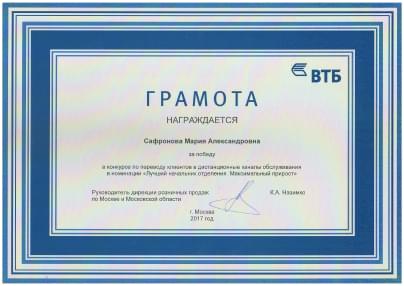 ВТБ
ГРАМОТА
НАГРАЖДАЕТСЯ
Сафронова Мария Александровна
за победу
в конкурсе по переводу клиентов в дистанционные каналы обслуживания
в номинации «Лучший начальник отделения. Максимальный прирост»
Руководитель дирекции розничных продаж
по Москве и Московской области
К.А. Назимко
г. Москва
2017 год